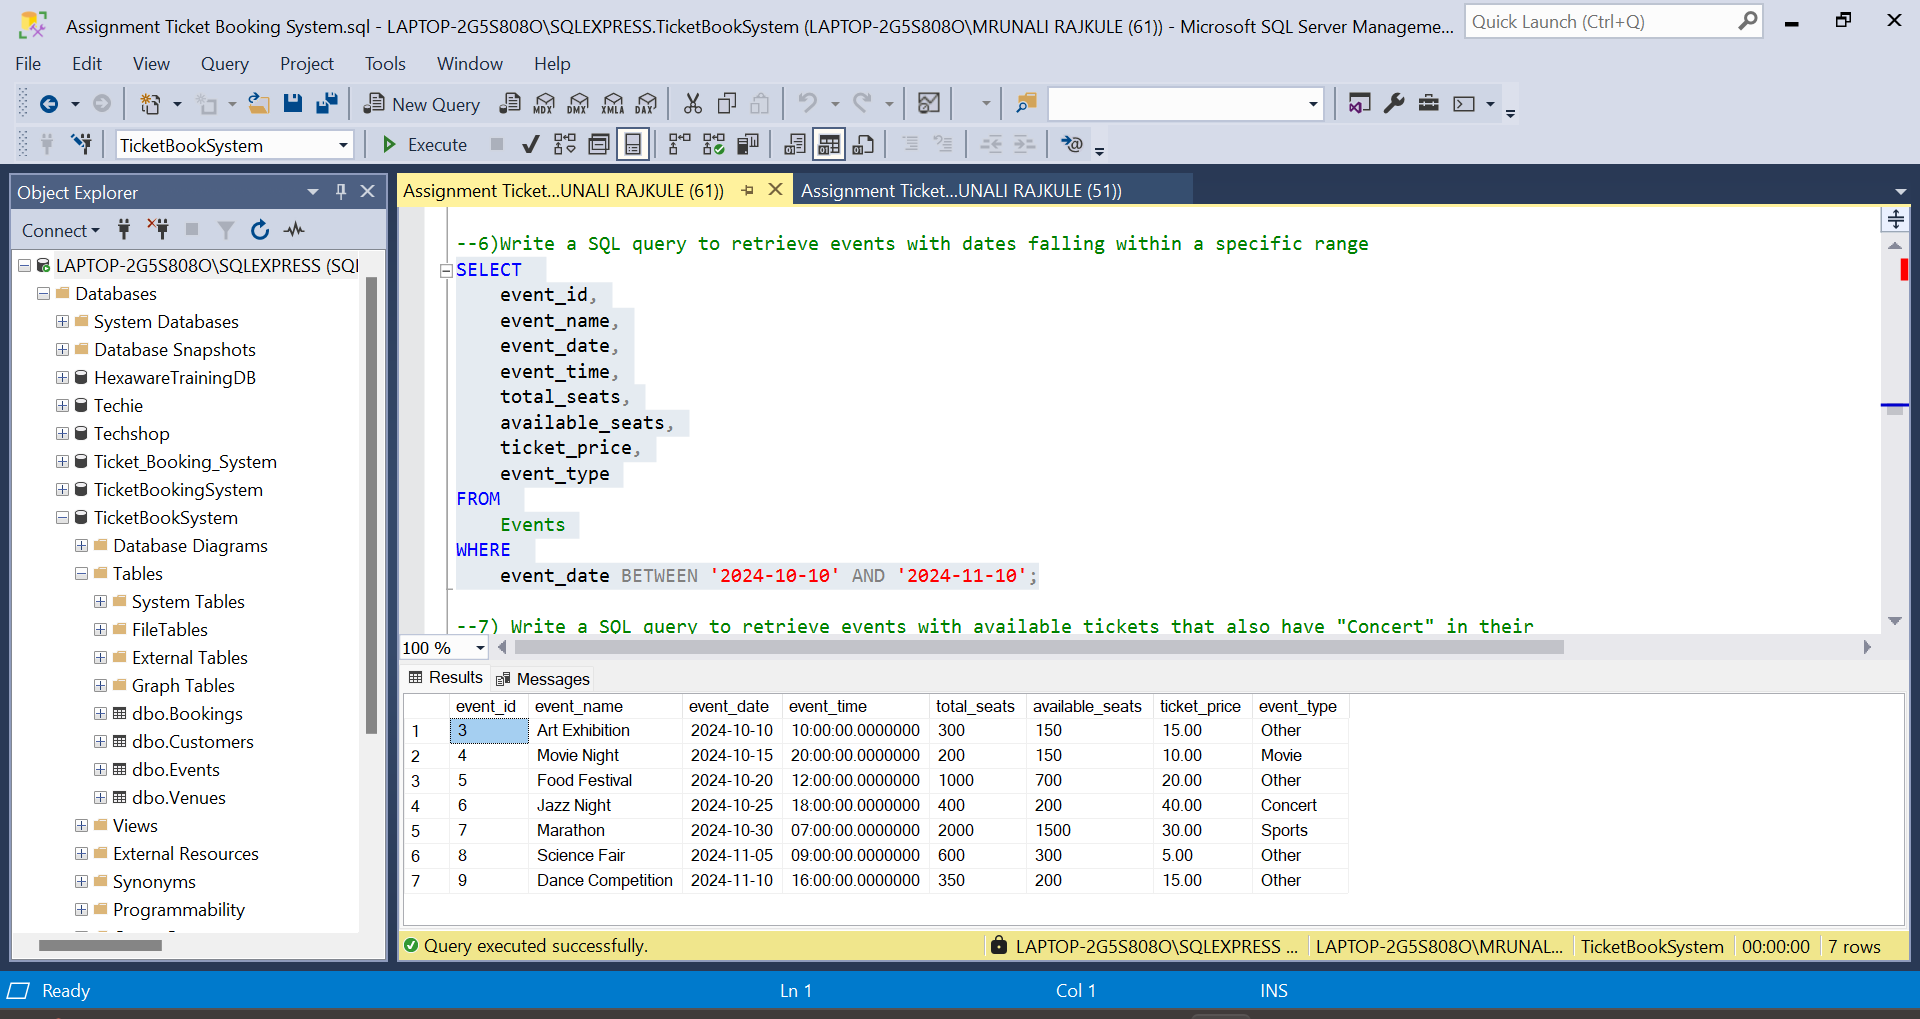 Assignment Ticket Booking System.sql - LAPTOP-2G5S808O\SQLEXPRESS.TicketBookSystem (LAPTOP-2G5S808O\MRUNALI RAJKULE (61)) - Microsoft SQL Server Manageme...
Quick Launch (Ctrl+Q)
File Edit View Query Project Tools Window Help
New Query MDX DMX XMLA DAX
TicketBookSystem Execute
Object Explorer
Assignment Ticket...UNALI RAJKULE (61)) Assignment Ticket...UNALI RAJKULE (51))
Connect
LAPTOP-2G5S808O\SQLEXPRESS (SQl
Databases
System Databases
Database Snapshots
HexawareTrainingDB
Techie
Techshop
Ticket_Booking_System
TicketBookingSystem
TicketBookSystem
Database Diagrams
Tables
System Tables
FileTables
External Tables
Graph Tables
dbo.Bookings
dbo.Customers
dbo.Events
dbo.Venues
Views
External Resources
Synonyms
Programmability
--6)Write a SQL query to retrieve events with dates falling within a specific range
SELECT
event_id,
event_name,
event_date,
event_time,
total_seats,
available_seats,
ticket_price,
event_type
FROM
Events
WHERE
event_date BETWEEN '2024-10-10' AND '2024-11-10';
--7) Write a SQL query to retrieve events with available tickets that also have "Concert" in their
100 %
Results Messages
event_id event_name event_date event_time total_seats available_seats ticket_price event_type
1 3 Art Exhibition 2024-10-10 10:00:00.0000000 300 150 15.00 Other
2 4 Movie Night 2024-10-15 20:00:00.0000000 200 150 10.00 Movie
3 5 Food Festival 2024-10-20 12:00:00.0000000 1000 700 20.00 Other
4 6 Jazz Night 2024-10-25 18:00:00.0000000 400 200 40.00 Concert
5 7 Marathon 2024-10-30 07:00:00.0000000 2000 1500 30.00 Sports
6 8 Science Fair 2024-11-05 09:00:00.0000000 600 300 5.00 Other
7 9 Dance Competition 2024-11-10 16:00:00.0000000 350 200 15.00 Other
Query executed successfully. LAPTOP-2G5S808O\SQLEXPRESS ... LAPTOP-2G5S808O\MRUNAL... TicketBookSystem 00:00:00 7 rows
Ready Ln 1 Col 1 INS